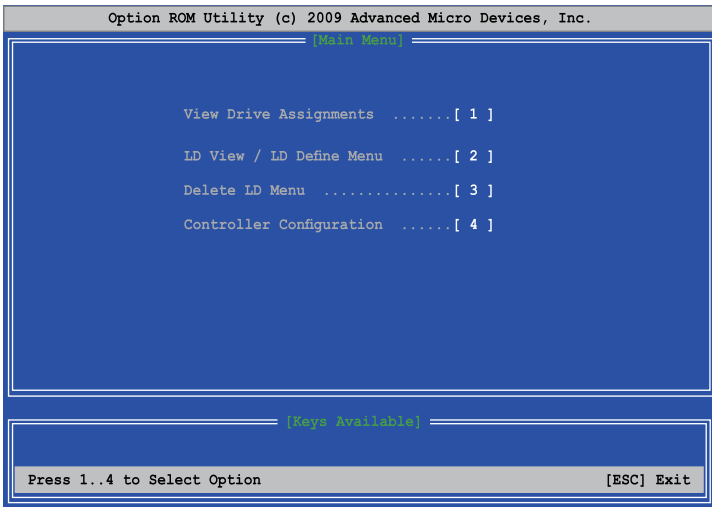 Option ROM Utility (c) 2009 Advanced Micro Devices, Inc.
[Main Menu]
View Drive Assignments .......[ 1 ]
LD View / LD Define Menu ......[ 2 ]
Delete LD Menu ...............[ 3 ]
Controller Configuration ......[ 4 ]
[Keys Available]
Press 1..4 to Select Option [ESC] Exit